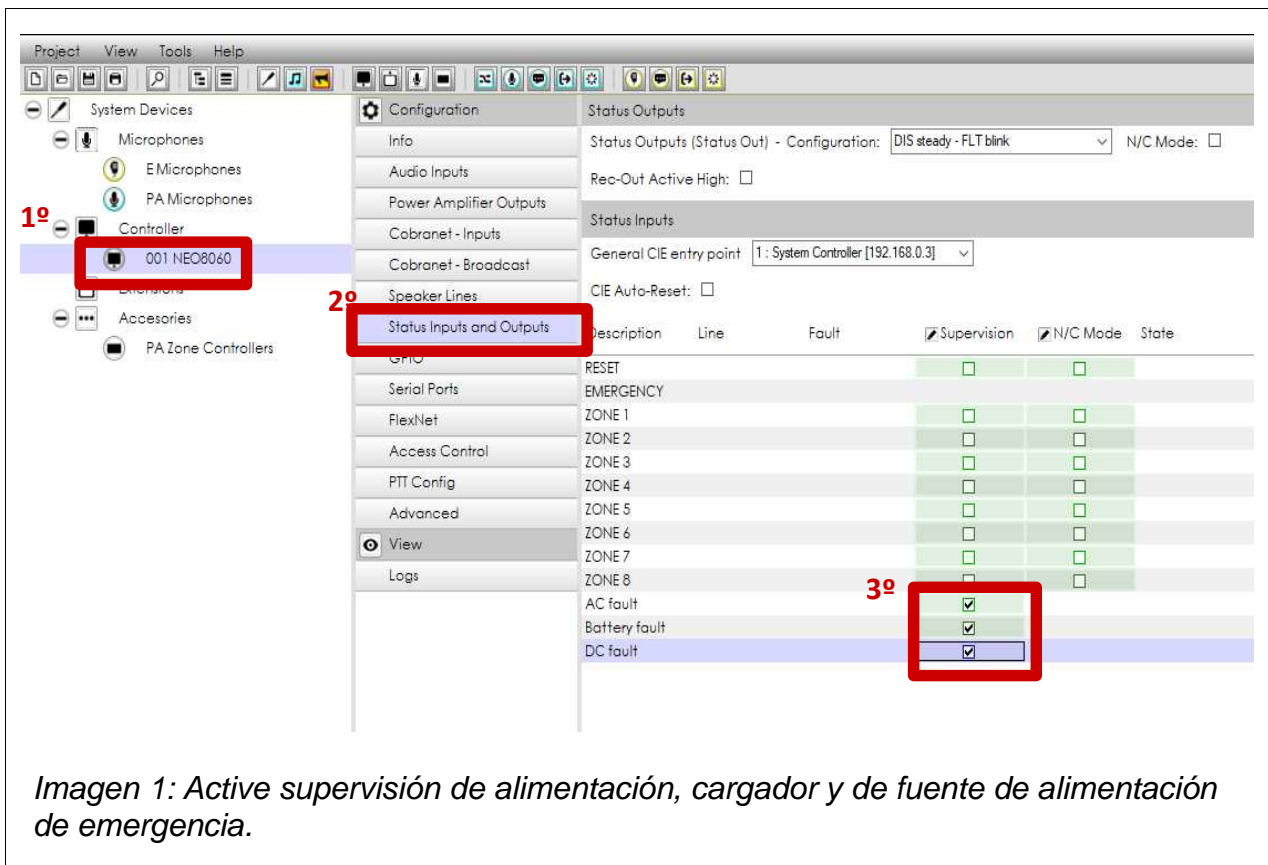 Project View Tools Help
System Devices
Microphones
E Microphones
PA Microphones
1º
Controller
001 NEO8060
Extensions
Accesories
PA Zone Controllers
Configuration
Info
Audio Inputs
Power Amplifier Outputs
Cobranet - Inputs
Cobranet - Broadcast
2º
Speaker Lines
Status Inputs and Outputs
GPIO
Serial Ports
FlexNet
Access Control
PTT Config
Advanced
View
Logs
Status Outputs
Status Outputs (Status Out) - Configuration: DIS steady - FLT blink N/C Mode:
Rec-Out Active High:
Status Inputs
General CIE entry point 1 : System Controller [192.168.0.3]
CIE Auto-Reset:
Description Line Fault Supervision N/C Mode State
RESET
EMERGENCY
ZONE 1
ZONE 2
ZONE 3
ZONE 4
ZONE 5
ZONE 6
ZONE 7
ZONE 8
3º
AC fault
Battery fault
DC fault
Imagen 1: Active supervisión de alimentación, cargador y de fuente de alimentación
de emergencia.